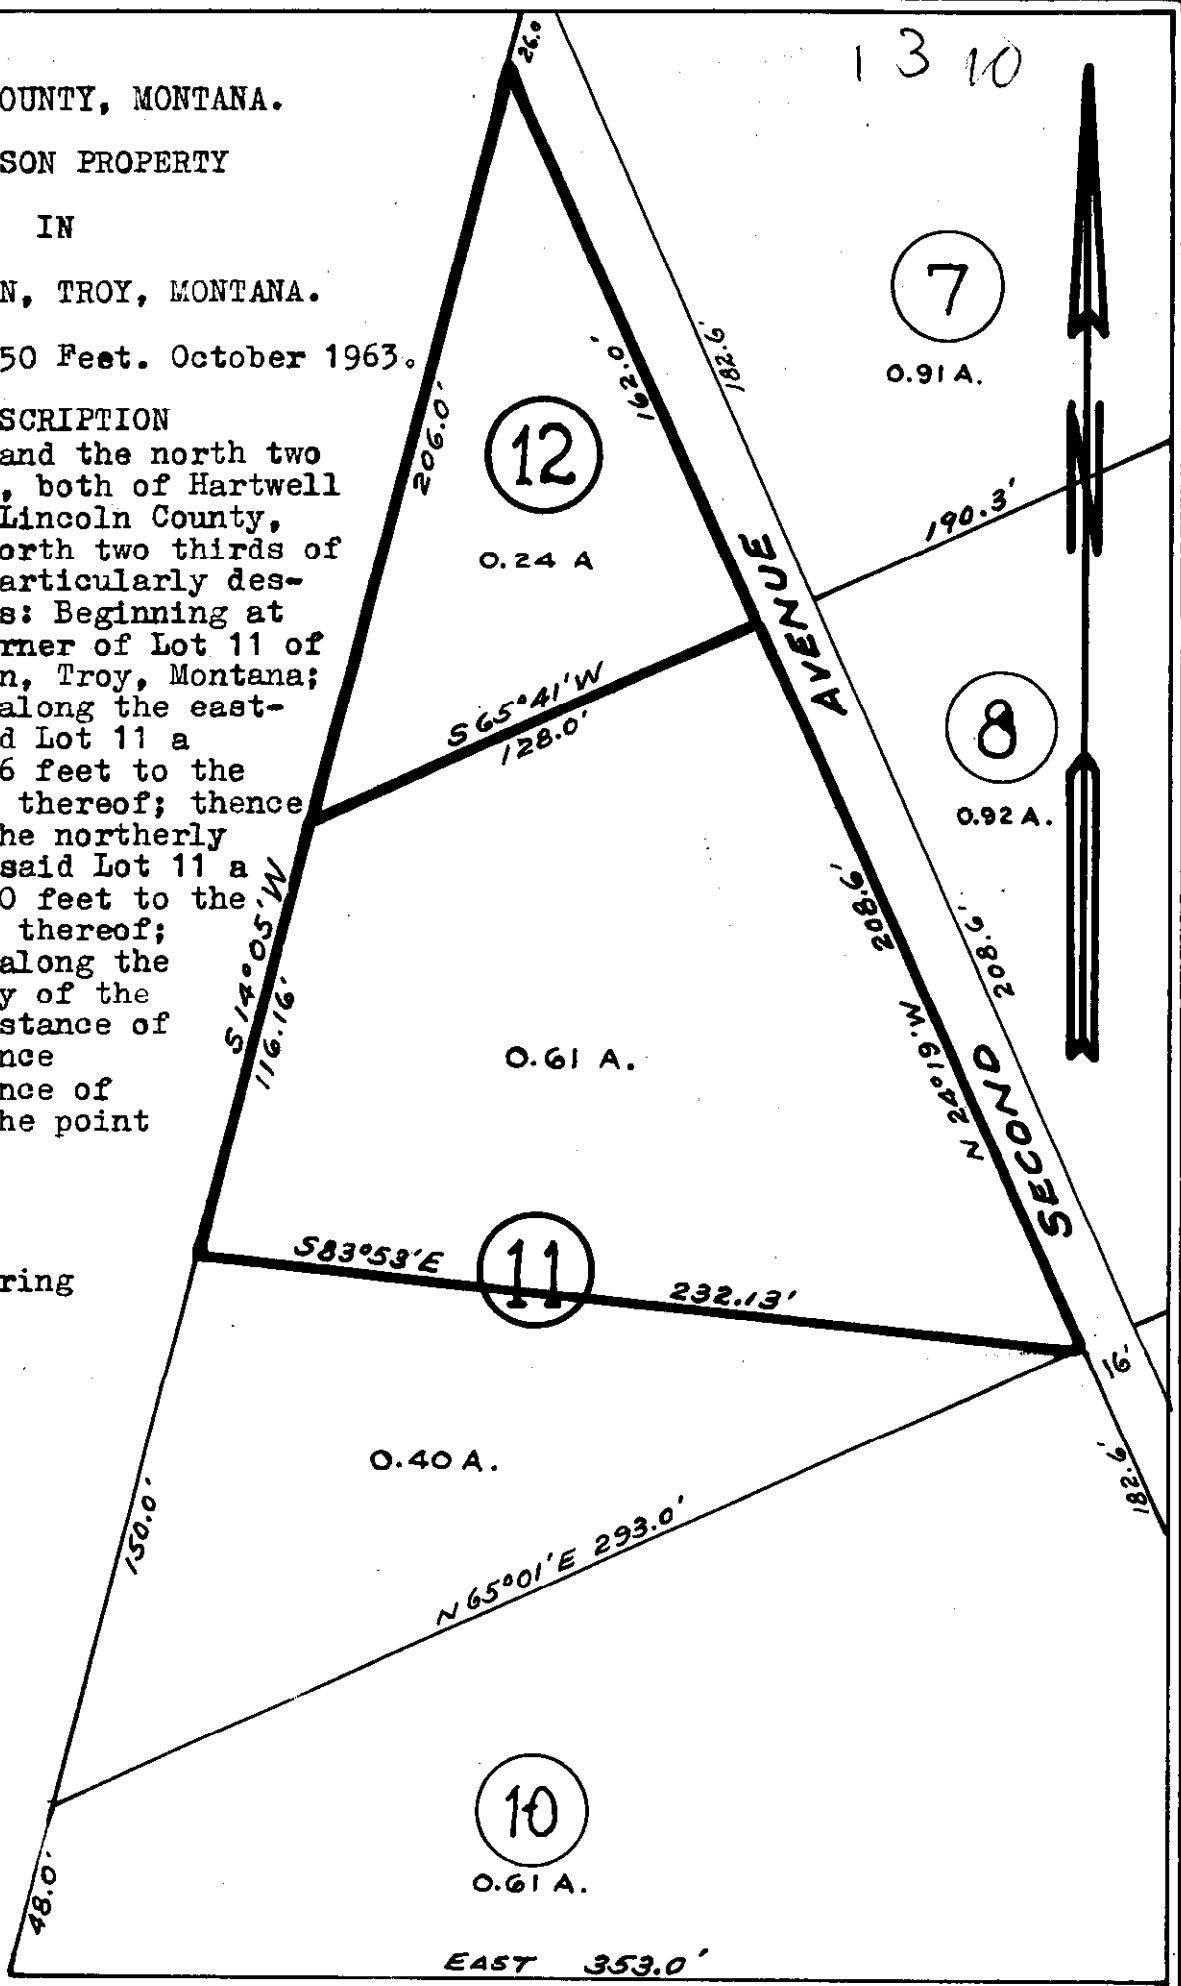 1 3 10
OUNTY, MONTANA.
SON PROPERTY
IN
N, TROY, MONTANA.
50 Feet. October 1963.
SCRIPTION
and the north two
, both of Hartwell
Lincoln County,
orth two thirds of
articularly des-
s: Beginning at
rner of Lot 11 of
n, Troy, Montana;
along the east-
d Lot 11 a
6 feet to the
thereof; thence
he northerly
said Lot 11 a
0 feet to the
thereof;
along the
y of the
stance of
nce
nce of
he point
ring
26.0
206.0'
162.0'
182.6'
7
0.91 A.
12
0.24 A
190.3'
N
S 65°41' W
128.0'
AVENUE
8
0.92 A.
208.6'
208.6'
S 14°05' W
116.16'
0.61 A.
N 24°19' W
SECOND
S83°53'E
11
232.13'
16'
182.6'
0.40 A.
150.0'
N 65°01' E 293.0'
10
0.61 A.
48.0'
EAST 353.0'